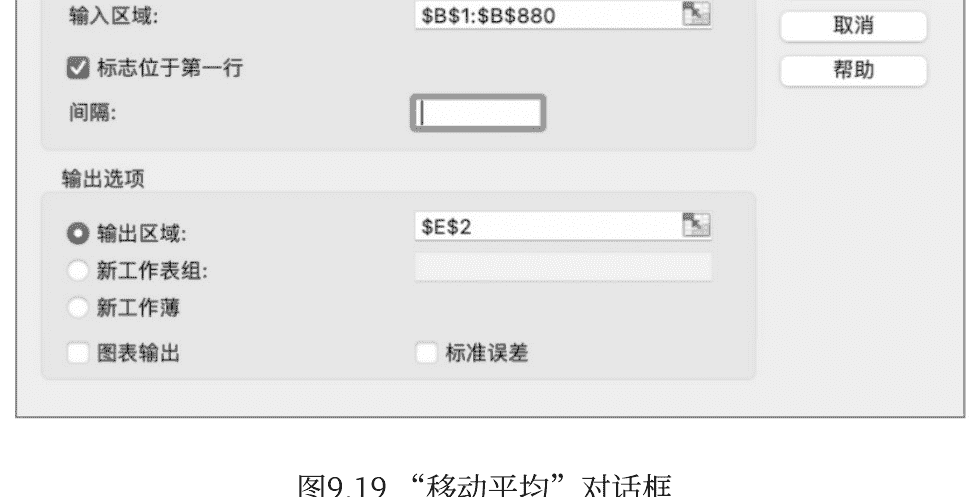 输入区域: $B$1:$B$880
取消
标志位于第一行
帮助
间隔:
输出选项
输出区域: $E$2
新工作表组:
新工作薄
图表输出 标准误差
图9.19 “移动平均”对话框